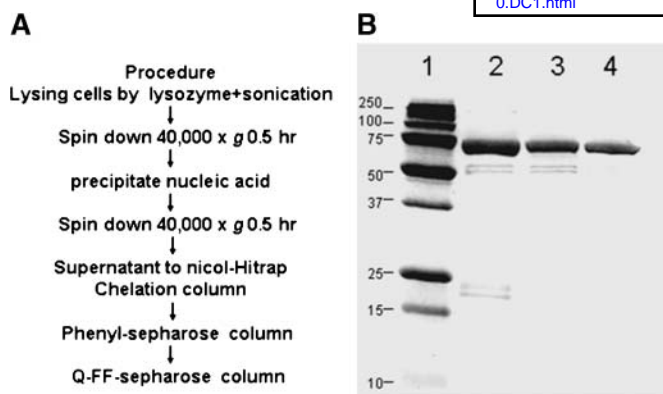 0.DC1.html
A
Procedure
Lysing cells by lysozyme+sonication
Spin down 40,000 x g 0.5 hr
precipitate nucleic acid
Spin down 40,000 x g 0.5 hr
Supernatant to nicol-Hitrap
Chelation column
Phenyl-sepharose column
Q-FF-sepharose column
B
1 2 3 4
250
100
75
50
37
25
15
10